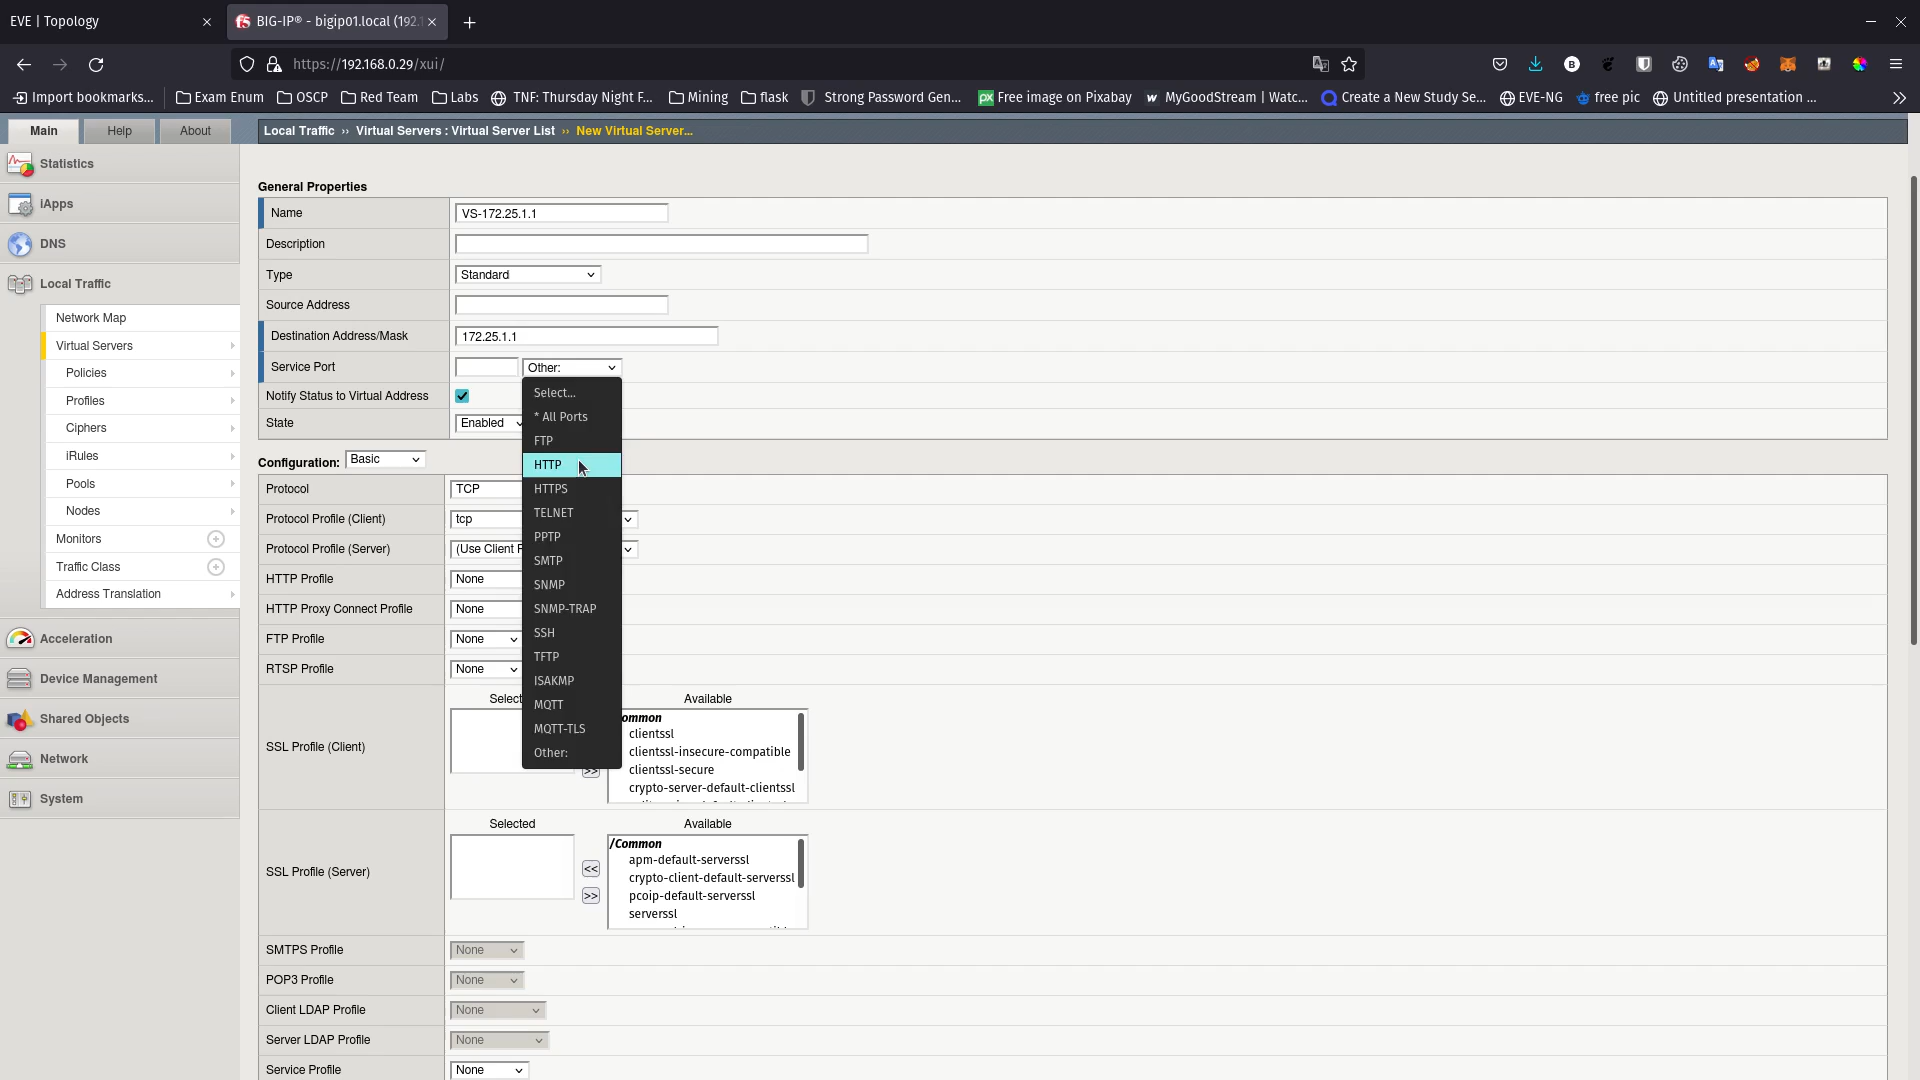 EVE | Topology
BIG-IP® - bigipo1.local (192.1
https://192.168.0.29/xui/
Import bookmarks...
Exam Enum
OSCP
Red Team
Labs
TNF: Thursday Night F...
Mining
flask
Strong Password Gen...
Free image on Pixabay
MyGoodStream | Watc...
Create a New Study Se...
EVE-NG
free pic
Untitled presentation ...
Main
Help
About
Local Traffic ›› Virtual Servers : Virtual Server List ›› New Virtual Server...
Statistics
iApps
DNS
Local Traffic
Network Map
Virtual Servers
Policies
Profiles
Ciphers
iRules
Pools
Nodes
Monitors
Traffic Class
Address Translation
Acceleration
Device Management
Shared Objects
Network
System
General Properties
Name VS-172.25.1.1
Description
Type Standard
Source Address
Destination Address/Mask 172.25.1.1
Service Port Other:
Notify Status to Virtual Address
State Enabled
Select...
* All Ports
FTP
HTTP
HTTPS
TELNET
PPTP
SMTP
SNMP
SNMP-TRAP
SSH
TFTP
ISAKMP
MQTT
MQTT-TLS
Other:
Configuration: Basic
Protocol TCP
Protocol Profile (Client) tcp
Protocol Profile (Server) (Use Client
HTTP Profile None
HTTP Proxy Connect Profile None
FTP Profile None
RTSP Profile None
SSL Profile (Client)
Select
Available
ommon
clientssl
clientssl-insecure-compatible
clientssl-secure
crypto-server-default-clientssl
>>
SSL Profile (Server)
Selected
Available
<<
>>
/Common
apm-default-serverssl
crypto-client-default-serverssl
pcoip-default-serverssl
serverssl
SMTPS Profile None
POP3 Profile None
Client LDAP Profile None
Server LDAP Profile None
Service Profile None